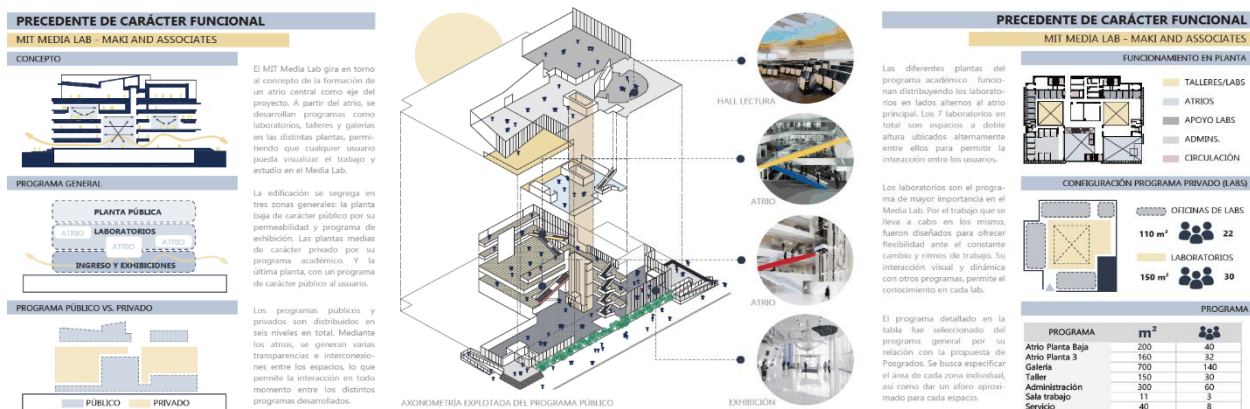 PRECEDENTE DE CARÁCTER FUNCIONAL
MIT MEDIA LAB - MAKI AND ASSOCIATES
CONCEPTO
PROGRAMA GENERAL
PLANTA PÚBLICA
LABORATORIOS
ATRIO
ATRIO
ATRIO
INGRESO Y EXHIBICIONES
PROGRAMA PÚBLICO VS. PRIVADO
PÚBLICO
PRIVADO
El MIT Media Lab gira en torno
al concepto de la formación de
un atrio central como eje del
proyecto. A partir del atrio, se
desarrollan programas como
laboratorios, talleres y galerías
en las distintas plantas, permi-
tiendo que cualquier usuario
pueda visualizar el trabajo y
estudio en el Media Lab.
La edificación se segrega en
tres zonas generales: la planta
baja de carácter público por su
permeabilidad y programa de
exhibición. Las plantas medias
de carácter privado por su
programa académico. Y la
última planta, con un programa
de carácter público al usuario.
Los programas públicos y
privados son distribuidos en
seis niveles en total. Mediante
los atrios, se generan varias
transparencias e interconexio-
nes entre los espacios, lo que
permite la interacción en todo
momento entre los distintos
programas desarrollados.
HALL LECTURA
ATRIO
ATRIO
EXHIBICIÓN
AXONOMETRÍA EXPLOTADA DEL PROGRAMA PÚBLICO
PRECEDENTE DE CARÁCTER FUNCIONAL
MIT MEDIA LAB - MAKI AND ASSOCIATES
Las diferentes plantas del
programa académico funcio-
nan distribuyendo los laborato-
rios en lados alternos al atrio
principal. Los 7 laboratorios en
total son espacios a doble
altura ubicados alternamente
entre ellos para permitir la
interacción entre los usuarios.
Los laboratorios son el progra-
ma de mayor importancia en el
Media Lab. Por el trabajo que se
lleva a cabo en los mismo,
fueron diseñados para ofrecer
flexibilidad ante el constante
cambio y ritmos de trabajo. Su
interacción visual y dinámica
con otros programas, permite el
conocimiento en cada lab.
El programa detallado en la
tabla fue seleccionado del
programa general por su
relación con la propuesta de
Posgrados. Se busca especificar
el área de cada zona individual,
así como dar un aforo aproxi-
mado para cada espacio.
FUNCIONAMIENTO EN PLANTA
TALLERES/LABS
ATRIOS
APOYO LABS
ADMINS.
CIRCULACIÓN
CONFIGURACIÓN PROGRAMA PRIVADO (LABS)
OFICINAS DE LABS
110 m² 22
LABORATORIOS
150 m² 30
PROGRAMA
PROGRAMA m²
Atrio Planta Baja 200 40
Atrio Planta 3 160 32
Galería 700 140
Taller 150 30
Administración 300 60
Sala trabajo 11 3
Servicio 40 8